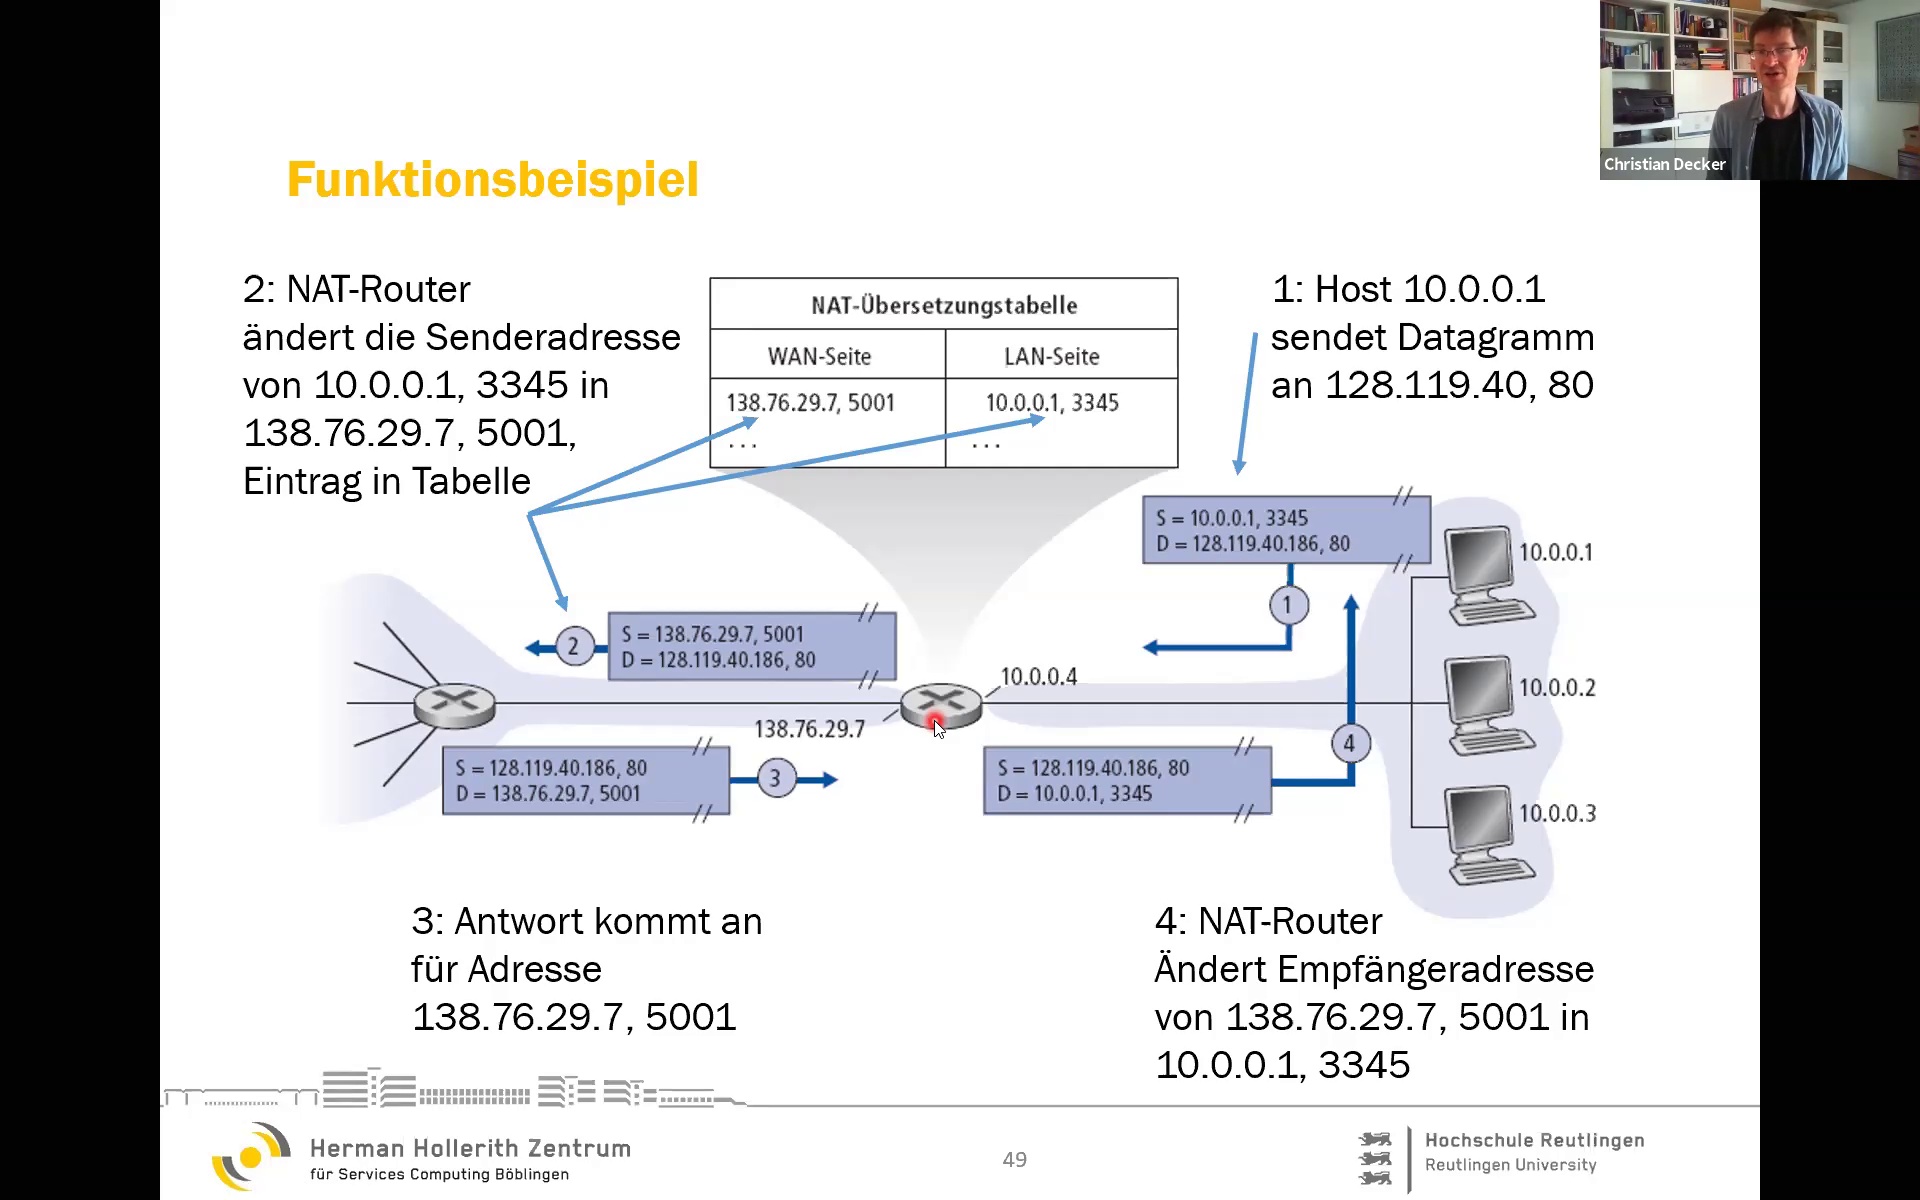 Christian Decker
Funktionsbeispiel
2: NAT-Router
ändert die Senderadresse
von 10.0.0.1, 3345 in
138.76.29.7, 5001,
Eintrag in Tabelle
NAT-Übersetzungstabelle
WAN-Seite
LAN-Seite
138.76.29.7, 5001
10.0.0.1, 3345
...
...
1: Host 10.0.0.1
sendet Datagramm
an 128.119.40, 80
S = 10.0.0.1, 3345
D = 128.119.40.186, 80
1
10.0.0.1
2
S = 138.76.29.7, 5001
D = 128.119.40.186, 80
10.0.0.4
10.0.0.2
138.76.29.7
S = 128.119.40.186, 80
D = 138.76.29.7, 5001
3
S = 128.119.40.186, 80
D = 10.0.0.1, 3345
4
10.0.0.3
3: Antwort kommt an
für Adresse
138.76.29.7, 5001
4: NAT-Router
Ändert Empfängeradresse
von 138.76.29.7, 5001 in
10.0.0.1, 3345
Herman Hollerith Zentrum
für Services Computing Böblingen
49
Hochschule Reutlingen
Reutlingen University